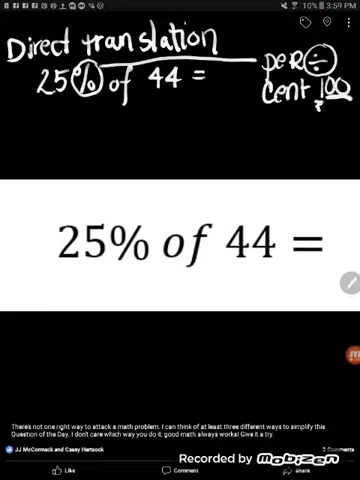 10% 3:59 PM
Direct translation
25% of 44 =
per ÷
cent 100
25% of 44 =
There's not one right way to attack a math problem. I can think of at least three different ways to simplify this
Question of the Day. I don't care which way you do it; good math always works! Give it a try.
JJ McCormack and Casey Hartsock
2 Comments
Recorded by Mobizen
Like
Comment
Share